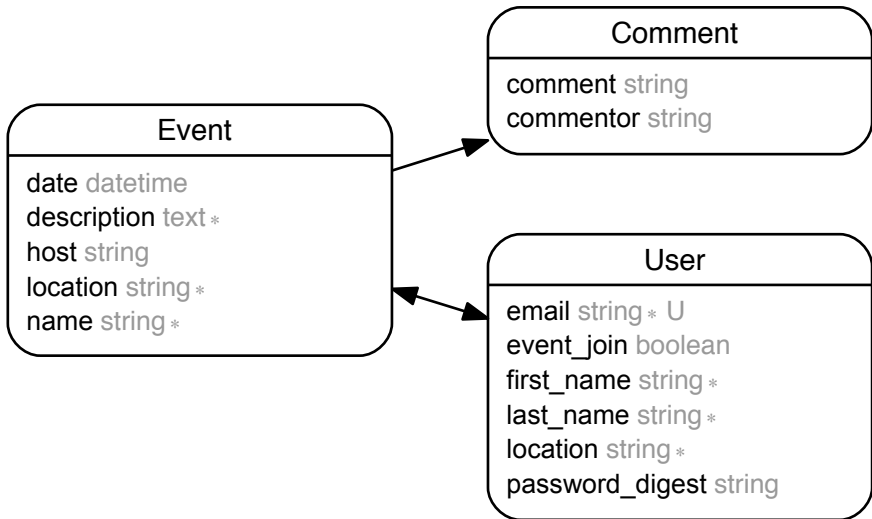 Comment
comment string
commentor string
Event
date datetime
description text ∗
host string
location string ∗
name string ∗
User
email string ∗ U
event_join boolean
first_name string ∗
last_name string ∗
location string ∗
password_digest string